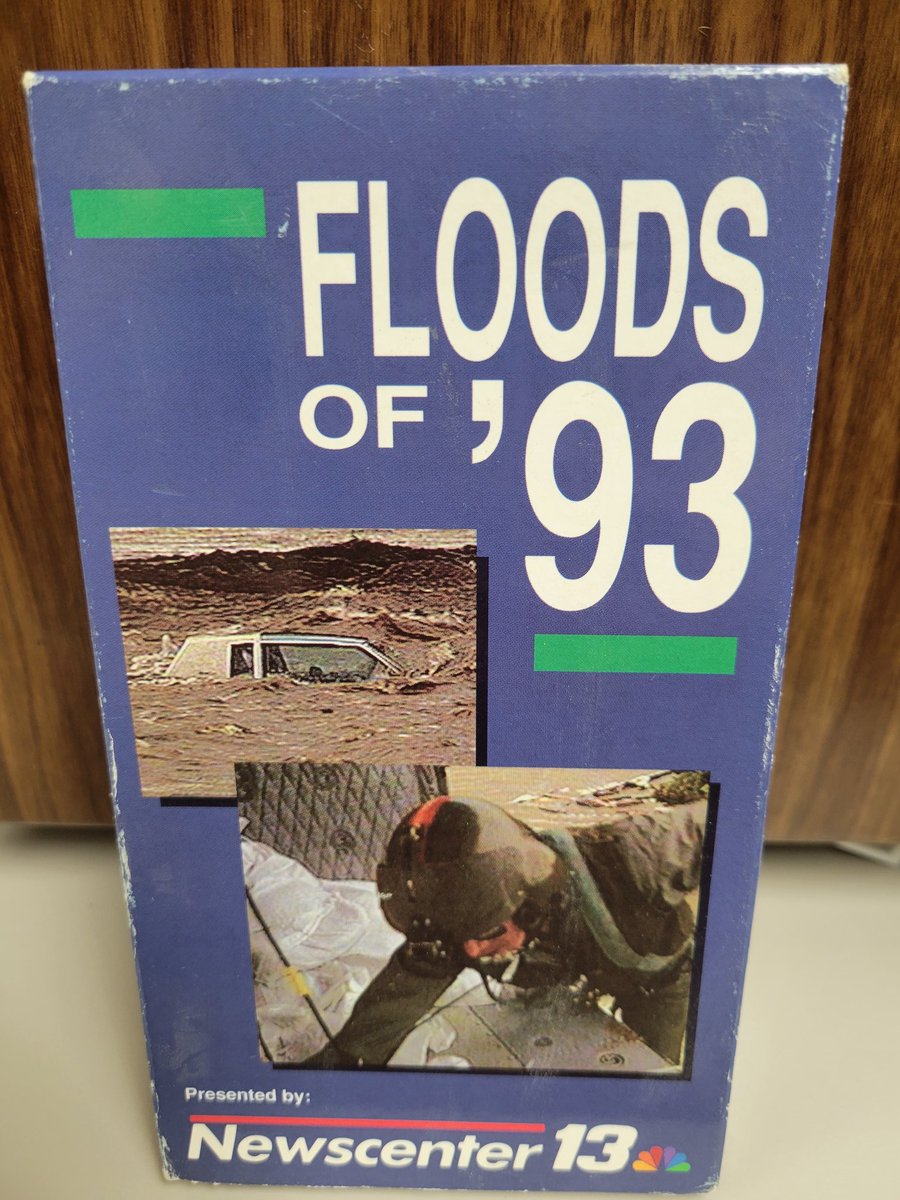 FLOODS
OF '93
Presented by:
Newscenter 13